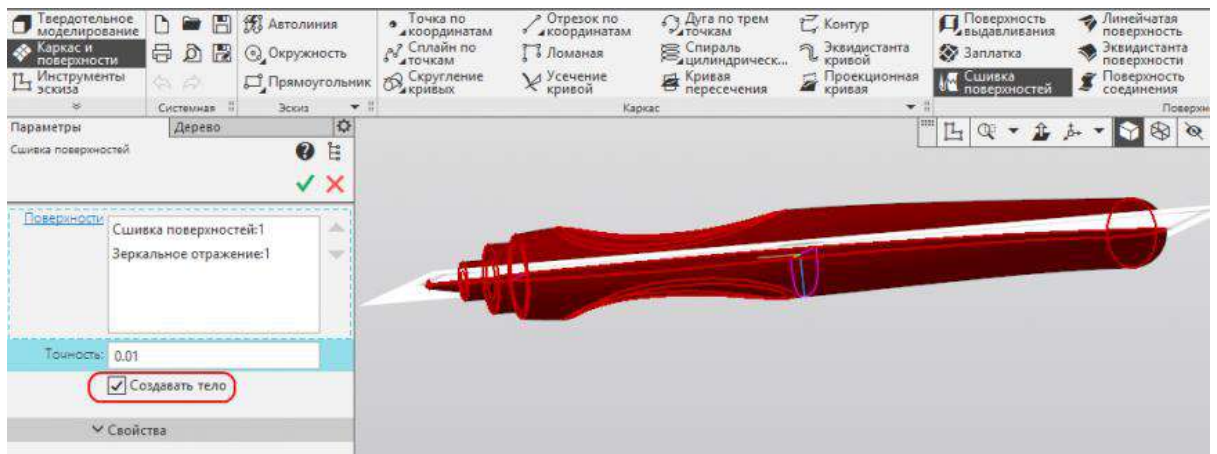 Твердотельное моделирование
Каркас и поверхности
Инструменты эскиза
Системная
Автолиния
Окружность
Прямоугольник
Эскиз
Точка по координатам
Отрезок по координатам
Дуга по трем точкам
Контур
Сплайн по точкам
Ломаная
Спираль цилиндрическ...
Эквидистанта кривой
Скругление кривых
Усечение кривой
Кривая пересечения
Проекционная кривая
Каркас
Поверхность выдавливания
Линейчатая поверхность
Заплатка
Эквидистанта поверхности
Сшивка поверхностей
Поверхность соединения
Поверхн
Параметры
Дерево
Сшивка поверхностей
Поверхности
Сшивка поверхностей:1
Зеркальное отражение:1
Точность: 0.01
Создавать тело
Свойства